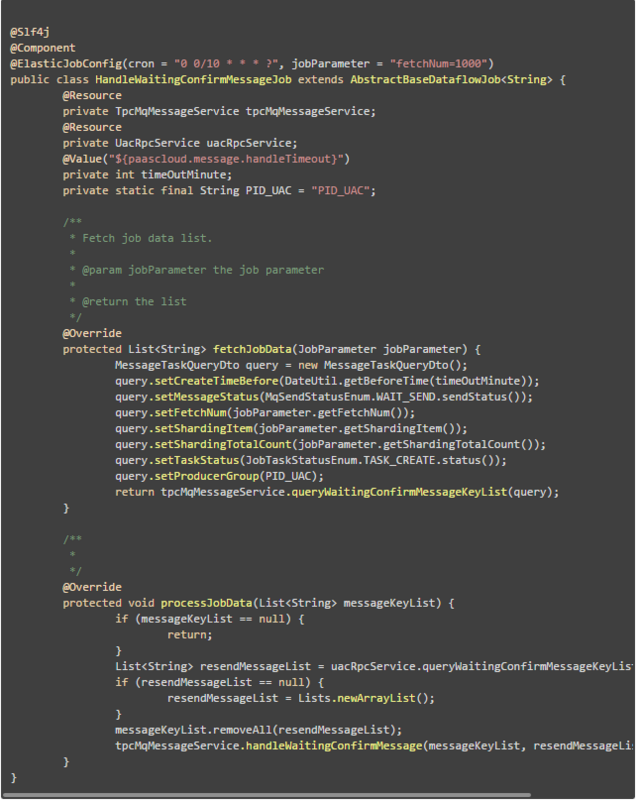 @Slf4j
@Component
@ElasticJobConfig(cron = "0 0/10 * * * ?", jobParameter = "fetchNum=1000")
public class HandleWaitingConfirmMessageJob extends AbstractBaseDataflowJob<String> {
@Resource
private TpcMqMessageService tpcMqMessageService;
@Resource
private UacRpcService uacRpcService;
@Value("${paascloud.message.handleTimeout}")
private int timeOutMinute;
private static final String PID_UAC = "PID_UAC";
/**
* Fetch job data list.
*
* @param jobParameter the job parameter
*
* @return the list
*/
@Override
protected List<String> fetchJobData(JobParameter jobParameter) {
MessageTaskQueryDto query = new MessageTaskQueryDto();
query.setCreateTimeBefore(DateUtil.getBeforeTime(timeOutMinute));
query.setMessageStatus(MqSendStatusEnum.WAIT_SEND.sendStatus());
query.setFetchNum(jobParameter.getFetchNum());
query.setShardingItem(jobParameter.getShardingItem());
query.setShardingTotalCount(jobParameter.getShardingTotalCount());
query.setTaskStatus(JobTaskStatusEnum.TASK_CREATE.status());
query.setProducerGroup(PID_UAC);
return tpcMqMessageService.queryWaitingConfirmMessageKeyList(query);
}
/**
*
*/
@Override
protected void processJobData(List<String> messageKeyList) {
if (messageKeyList == null) {
return;
}
List<String> resendMessageList = uacRpcService.queryWaitingConfirmMessageKeyLis
if (resendMessageList == null) {
resendMessageList = Lists.newArrayList();
}
messageKeyList.removeAll(resendMessageList);
tpcMqMessageService.handleWaitingConfirmMessage(messageKeyList, resendMessageLi
}
}